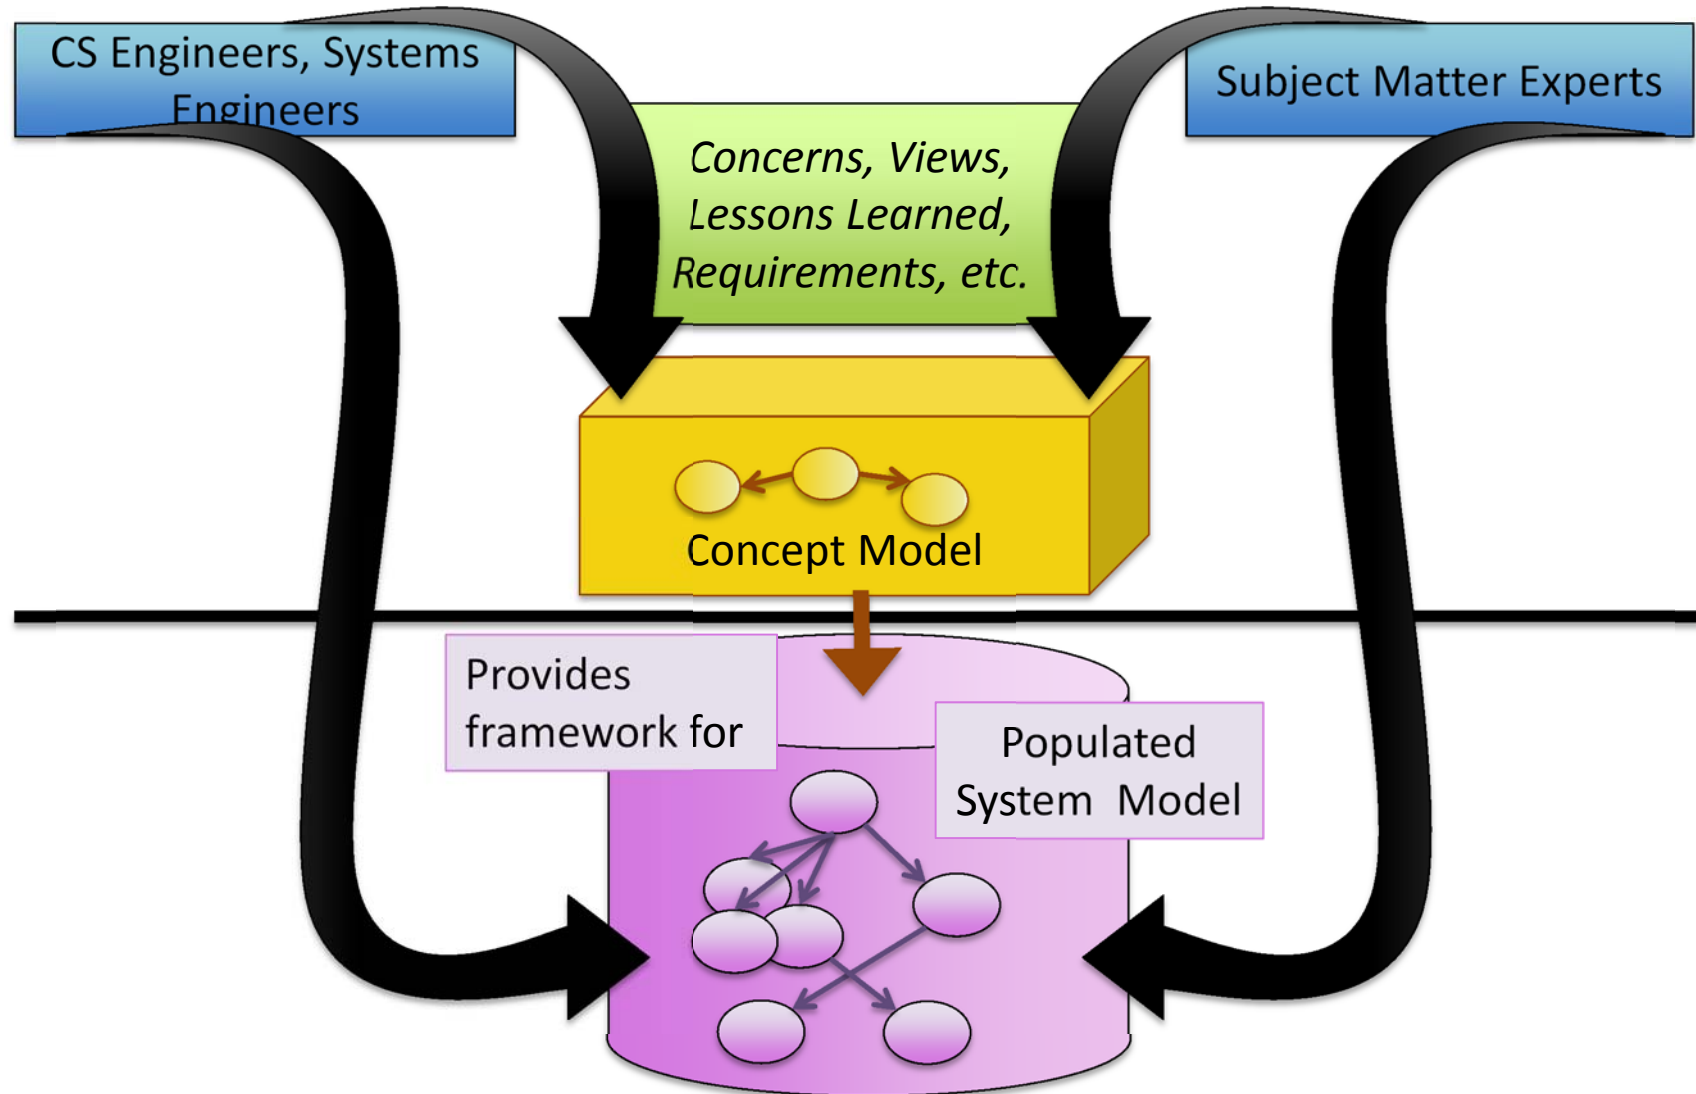 CS Engineers, Systems
Engineers
Subject Matter Experts
Concerns, Views,
Lessons Learned,
Requirements, etc.
Concept Model
Provides
framework for
Populated
System Model